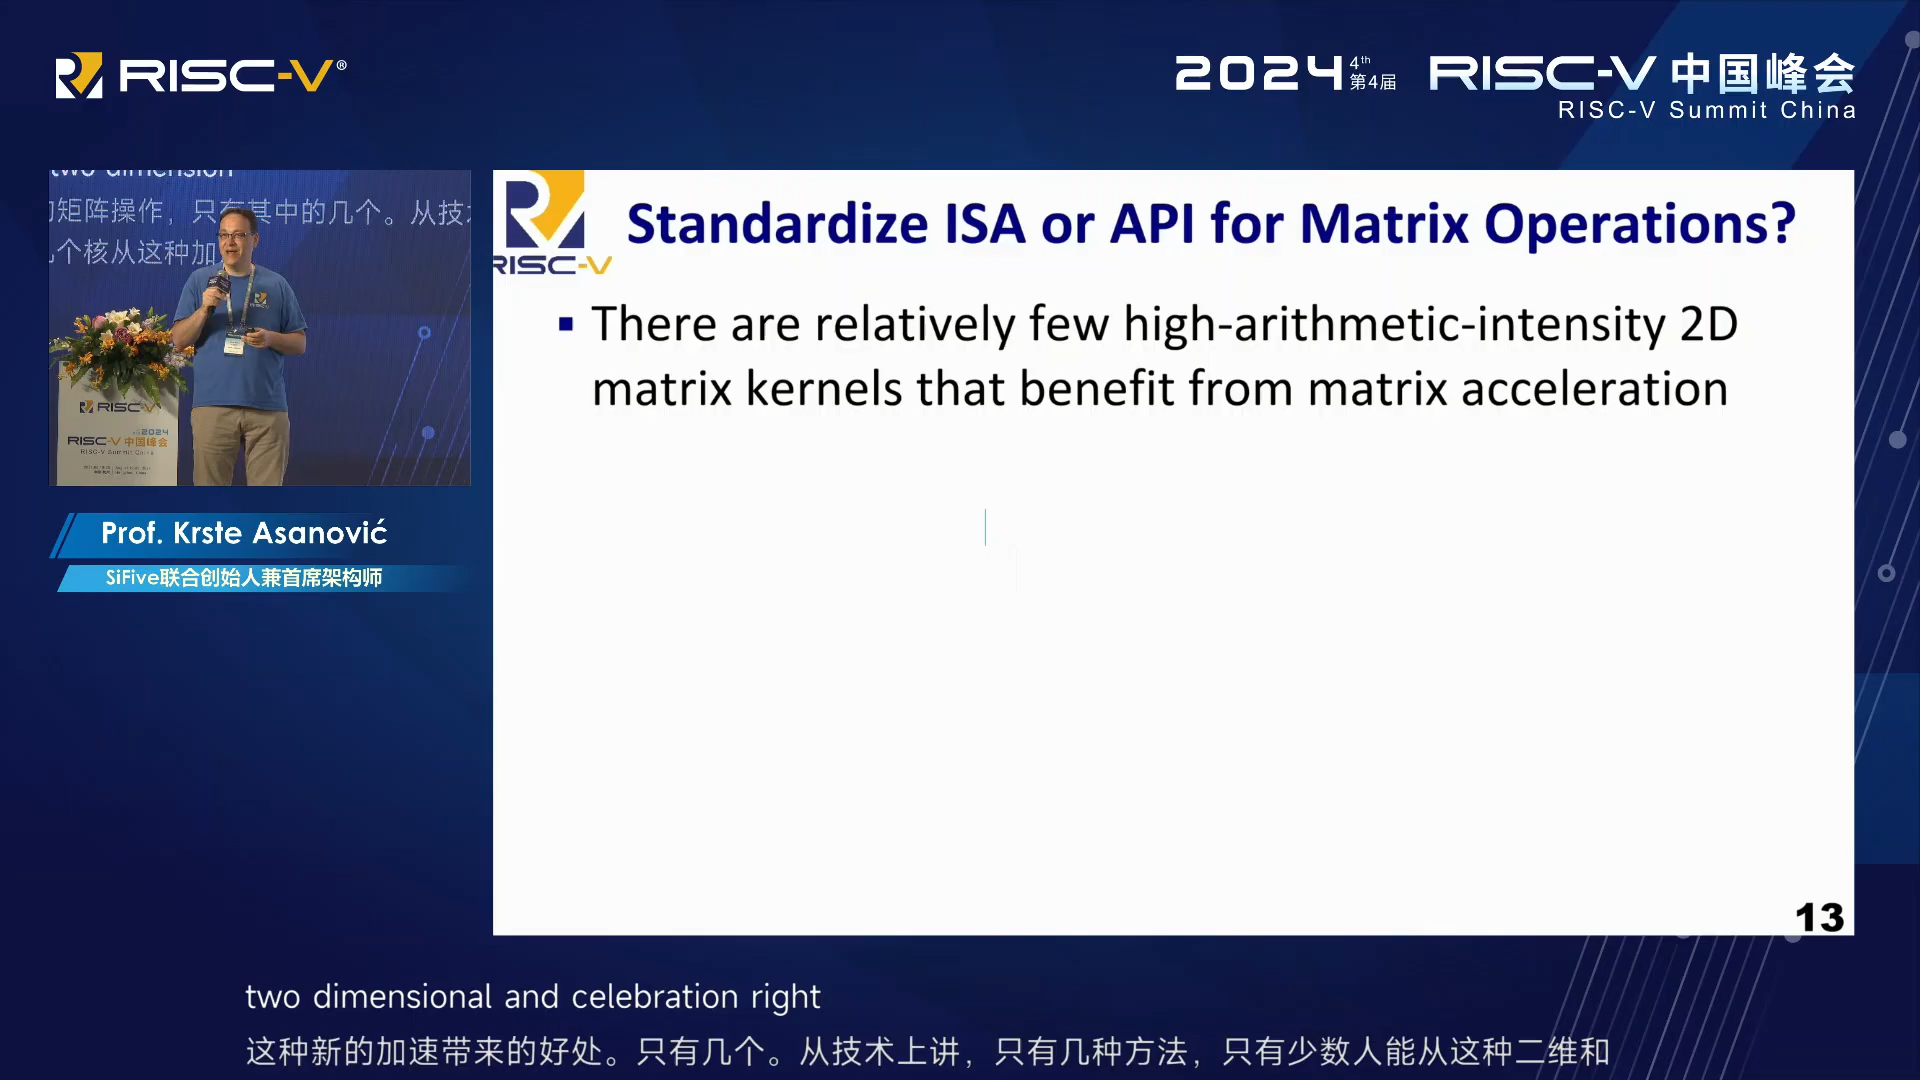 RISC-V®
2024 4th 第4届 RISC-V 中国峰会
RISC-V Summit China
two dimension
矩阵操作，只有其中的几个。从技
个核从这种加
RISC-V
2024
RISC-V 中国峰会
RISC-V Summit China
Prof. Krste Asanović
SiFive联合创始人兼首席架构师
RISC-V
Standardize ISA or API for Matrix Operations?
▪ There are relatively few high-arithmetic-intensity 2D
matrix kernels that benefit from matrix acceleration
13
two dimensional and celebration right
这种新的加速带来的好处。只有几个。从技术上讲，只有几种方法，只有少数人能从这种二维和